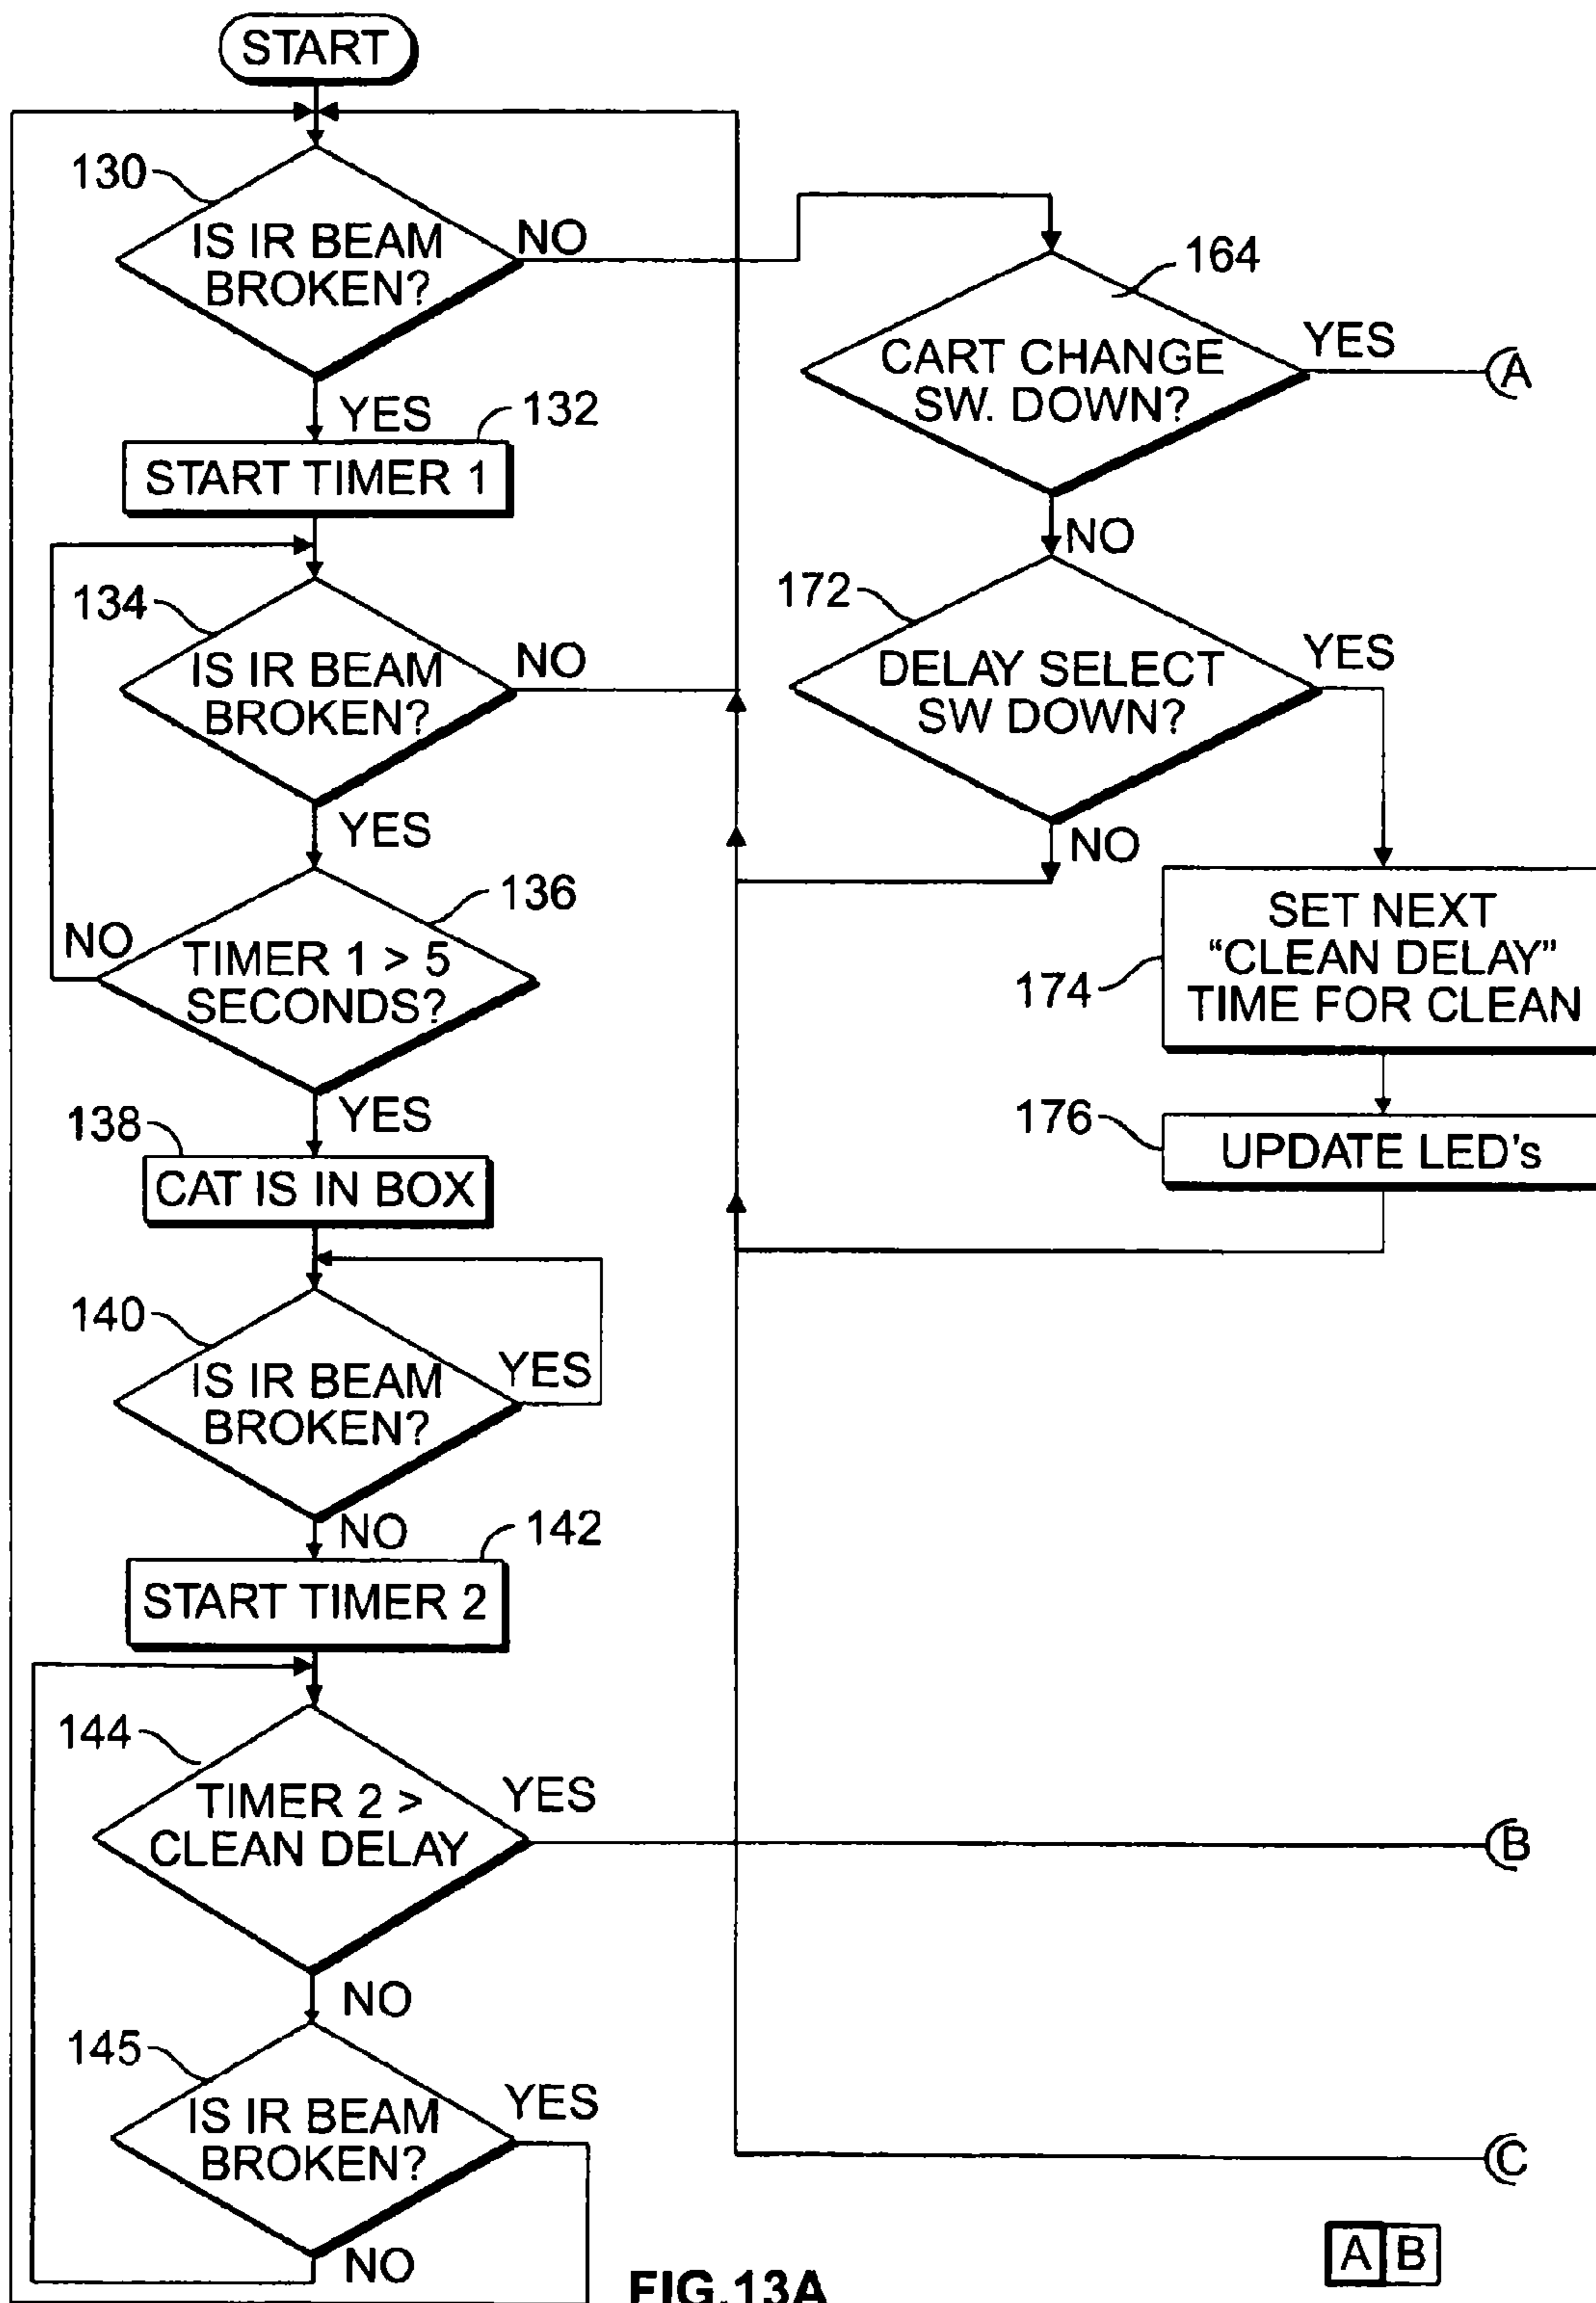 START
130
IS IR BEAM
BROKEN?
NO
YES
132
START TIMER 1
134
IS IR BEAM
BROKEN?
NO
YES
136
NO
TIMER 1 > 5
SECONDS?
YES
138
CAT IS IN BOX
140
IS IR BEAM
BROKEN?
YES
NO
142
START TIMER 2
144
TIMER 2 >
CLEAN DELAY
YES
NO
145
IS IR BEAM
BROKEN?
YES
NO
164
CART CHANGE
SW. DOWN?
YES
A
NO
172
DELAY SELECT
SW DOWN?
YES
NO
174
SET NEXT
“CLEAN DELAY”
TIME FOR CLEAN
176
UPDATE LED's
B
C
A B
FIG.13A